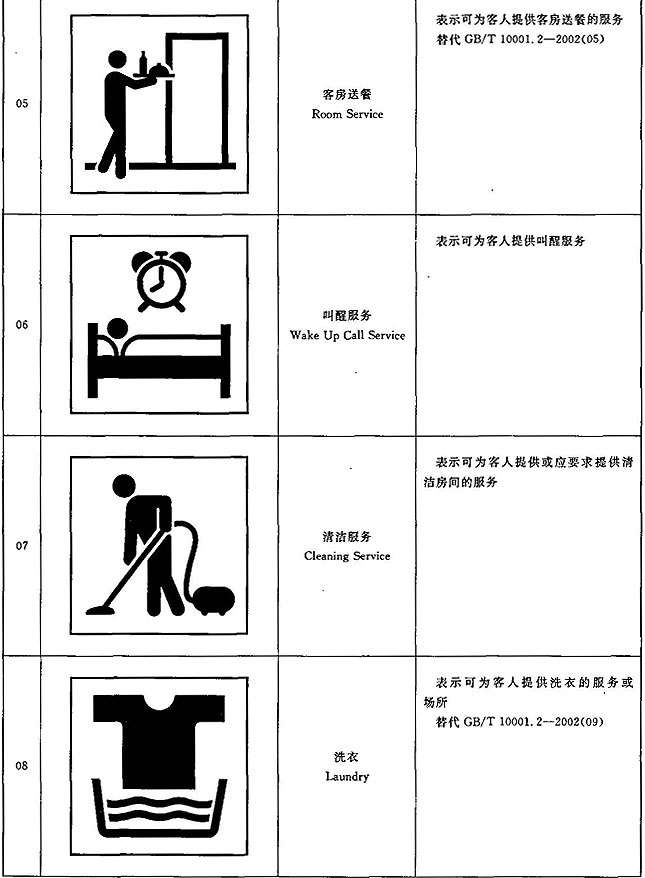 表示可为客人提供客房送餐的服务
替代 GB/T 10001.2—2002(05)
05
客房送餐
Room Service
表示可为客人提供叫醒服务
06
叫醒服务
Wake Up Call Service
表示可为客人提供或应要求提供清
洁房间的服务
07
清洁服务
Cleaning Service
表示可为客人提供洗衣的服务或
场所
替代 GB/T 10001.2—2002(09)
08
洗衣
Laundry